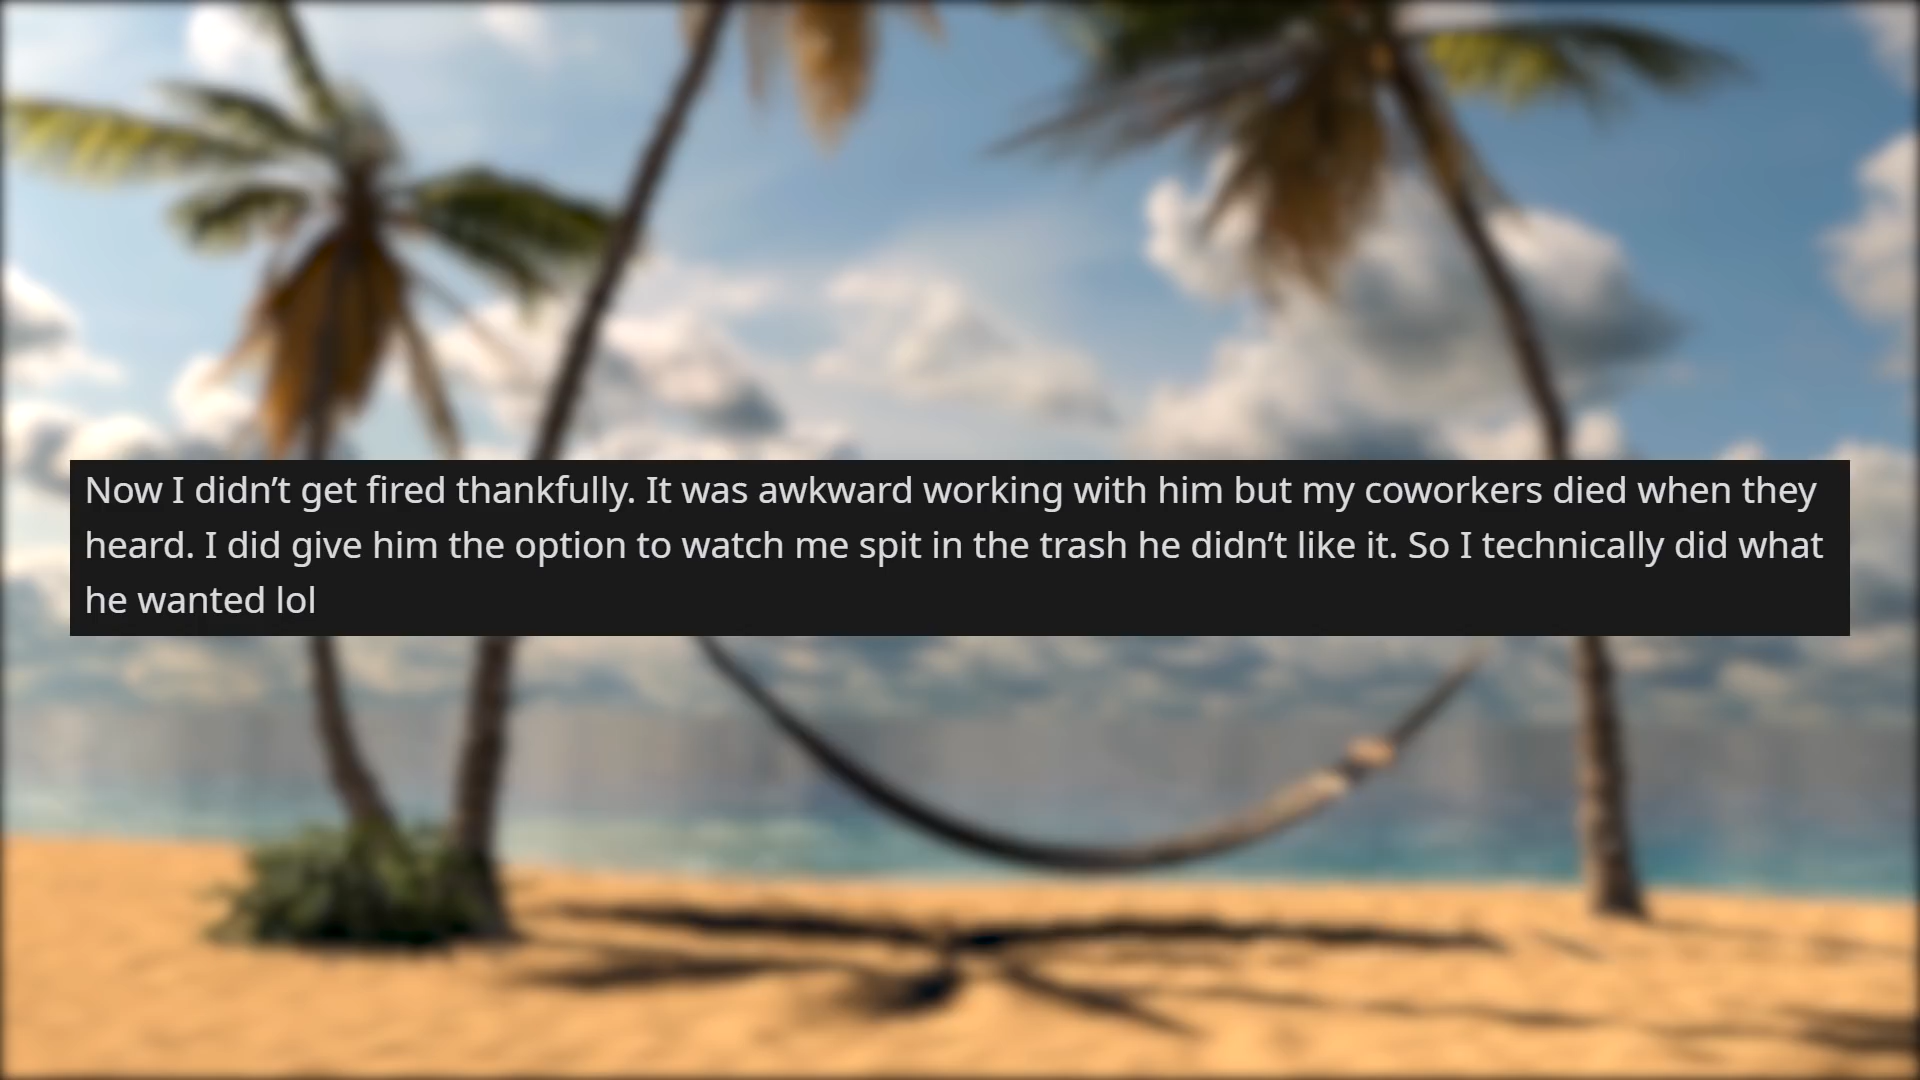 Now I didn’t get fired thankfully. It was awkward working with him but my coworkers died when they
heard. I did give him the option to watch me spit in the trash he didn’t like it. So I technically did what
he wanted lol